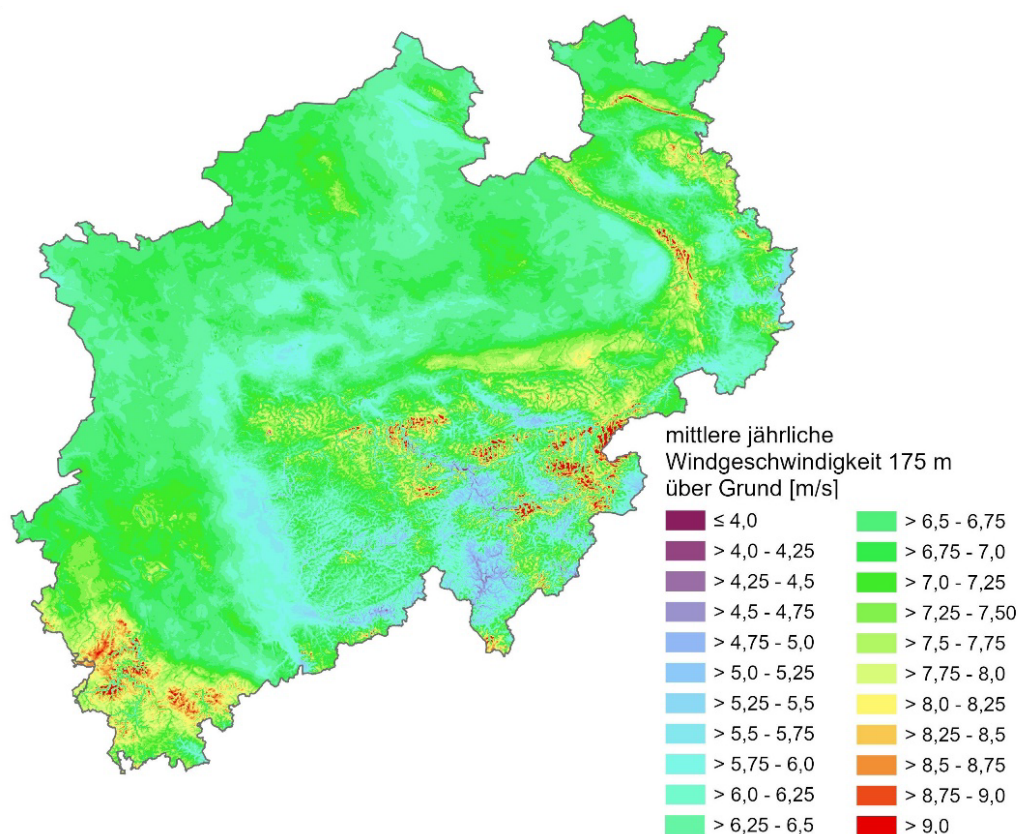 mittlere jährliche
Windgeschwindigkeit 175 m
über Grund [m/s]
≤ 4,0
> 4,0 - 4,25
> 4,25 - 4,5
> 4,5 - 4,75
> 4,75 - 5,0
> 5,0 - 5,25
> 5,25 - 5,5
> 5,5 - 5,75
> 5,75 - 6,0
> 6,0 - 6,25
> 6,25 - 6,5
> 6,5 - 6,75
> 6,75 - 7,0
> 7,0 - 7,25
> 7,25 - 7,50
> 7,5 - 7,75
> 7,75 - 8,0
> 8,0 - 8,25
> 8,25 - 8,5
> 8,5 - 8,75
> 8,75 - 9,0
> 9,0